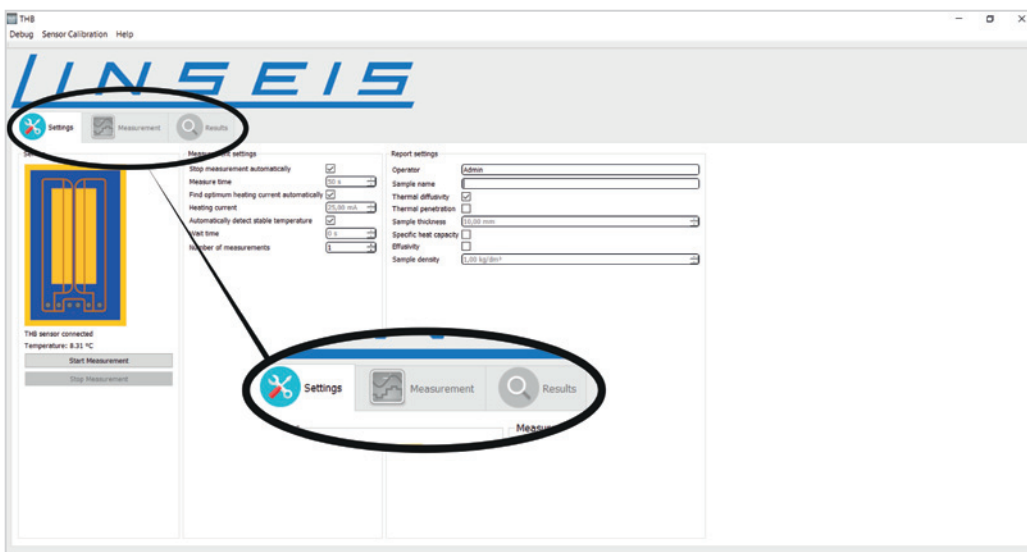 THB
Debug Sensor Calibration Help
LINSEIS
Settings Measurement Results
Measurement settings
Stop measurement automatically
Measure time 50 s
Find optimum heating current automatically
Heating current 25,00 mA
Automatically detect stable temperature
Wait time 0 s
Number of measurements 1
Report settings
Operator Admin
Sample name
Thermal diffusivity
Thermal penetration
Sample thickness 10,00 mm
Specific heat capacity
Effusivity
Sample density 1,00 kg/dm³
THB sensor connected
Temperature: 8.31 °C
Start Measurement
Stop Measurement
Settings Measurement Results